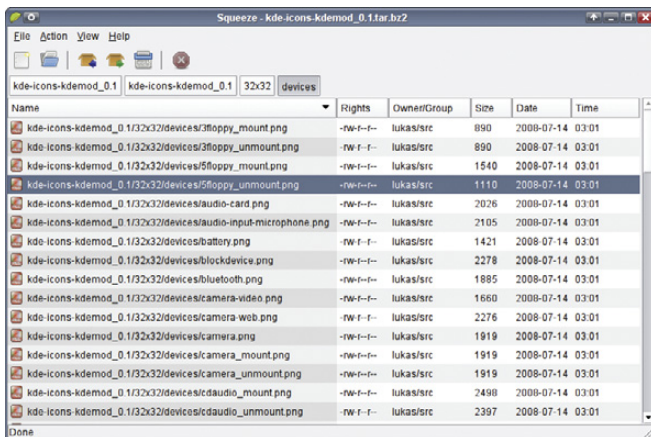 Squeeze - kde-icons-kdemod_0.1.tar.bz2
File Action View Help
kde-icons-kdemod_0.1 kde-icons-kdemod_0.1 32x32 devices
Name Rights Owner/Group Size Date Time
kde-icons-kdemod_0.1/32x32/devices/3floppy_mount.png -rw-r--r-- lukas/src 890 2008-07-14 03:01
kde-icons-kdemod_0.1/32x32/devices/3floppy_unmount.png -rw-r--r-- lukas/src 890 2008-07-14 03:01
kde-icons-kdemod_0.1/32x32/devices/5floppy_mount.png -rw-r--r-- lukas/src 1540 2008-07-14 03:01
kde-icons-kdemod_0.1/32x32/devices/5floppy_unmount.png -rw-r--r-- lukas/src 1110 2008-07-14 03:01
kde-icons-kdemod_0.1/32x32/devices/audio-card.png -rw-r--r-- lukas/src 2026 2008-07-14 03:01
kde-icons-kdemod_0.1/32x32/devices/audio-input-microphone.png -rw-r--r-- lukas/src 2105 2008-07-14 03:01
kde-icons-kdemod_0.1/32x32/devices/battery.png -rw-r--r-- lukas/src 1421 2008-07-14 03:01
kde-icons-kdemod_0.1/32x32/devices/blockdevice.png -rw-r--r-- lukas/src 2278 2008-07-14 03:01
kde-icons-kdemod_0.1/32x32/devices/bluetooth.png -rw-r--r-- lukas/src 1885 2008-07-14 03:01
kde-icons-kdemod_0.1/32x32/devices/camera-video.png -rw-r--r-- lukas/src 1660 2008-07-14 03:01
kde-icons-kdemod_0.1/32x32/devices/camera-web.png -rw-r--r-- lukas/src 2276 2008-07-14 03:01
kde-icons-kdemod_0.1/32x32/devices/camera.png -rw-r--r-- lukas/src 1919 2008-07-14 03:01
kde-icons-kdemod_0.1/32x32/devices/camera_mount.png -rw-r--r-- lukas/src 1919 2008-07-14 03:01
kde-icons-kdemod_0.1/32x32/devices/camera_unmount.png -rw-r--r-- lukas/src 1919 2008-07-14 03:01
kde-icons-kdemod_0.1/32x32/devices/cdaudio_mount.png -rw-r--r-- lukas/src 2498 2008-07-14 03:01
kde-icons-kdemod_0.1/32x32/devices/cdaudio_unmount.png -rw-r--r-- lukas/src 2397 2008-07-14 03:01
Done